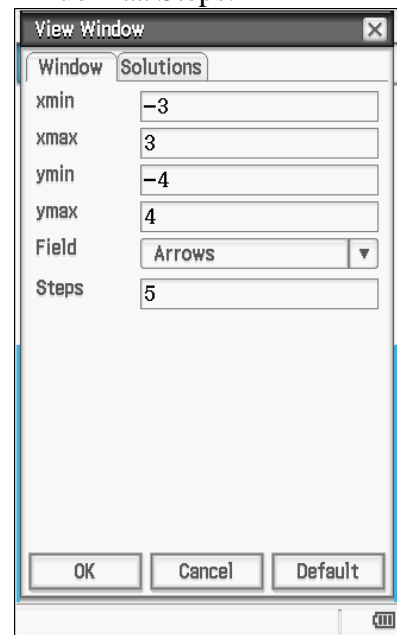 View Window
Window Solutions
xmin -3
xmax 3
ymin -4
ymax 4
Field Arrows
Steps 5
OK Cancel Default